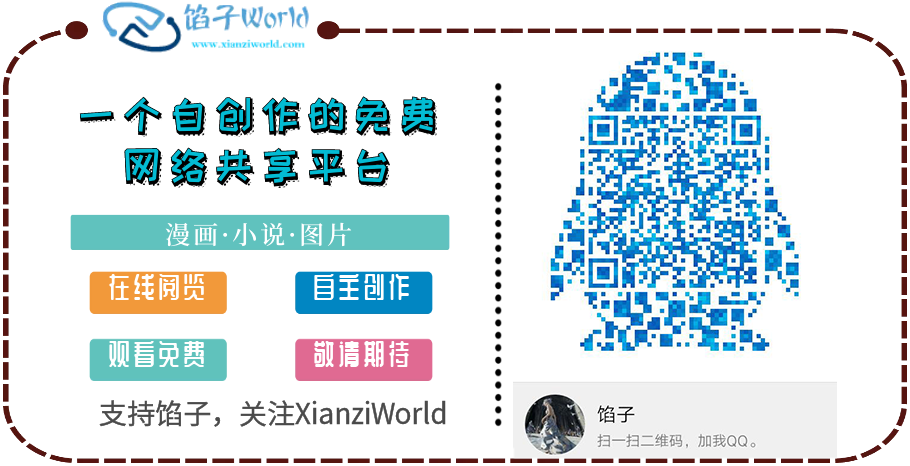 馅子World
www.xianziworld.com
一个自创作的免费
网络共享平台
漫画·小说·图片
在线阅览
自主创作
观看免费
敬请期待
支持馅子，关注XianziWorld
馅子
扫一扫二维码，加我QQ。